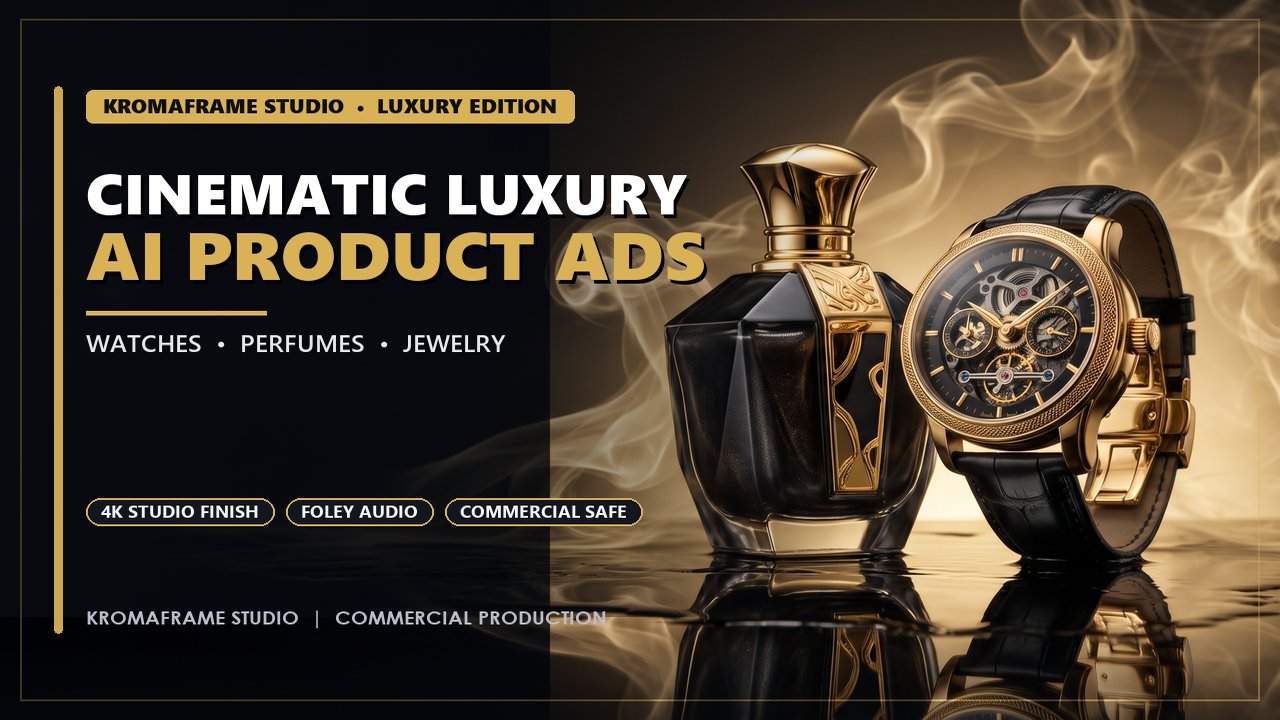 KROMAFRAME STUDIO • LUXURY EDITION
CINEMATIC LUXURY
AI PRODUCT ADS
WATCHES • PERFUMES • JEWELRY
4K STUDIO FINISH
FOLEY AUDIO
COMMERCIAL SAFE
KROMAFRAME STUDIO | COMMERCIAL PRODUCTION